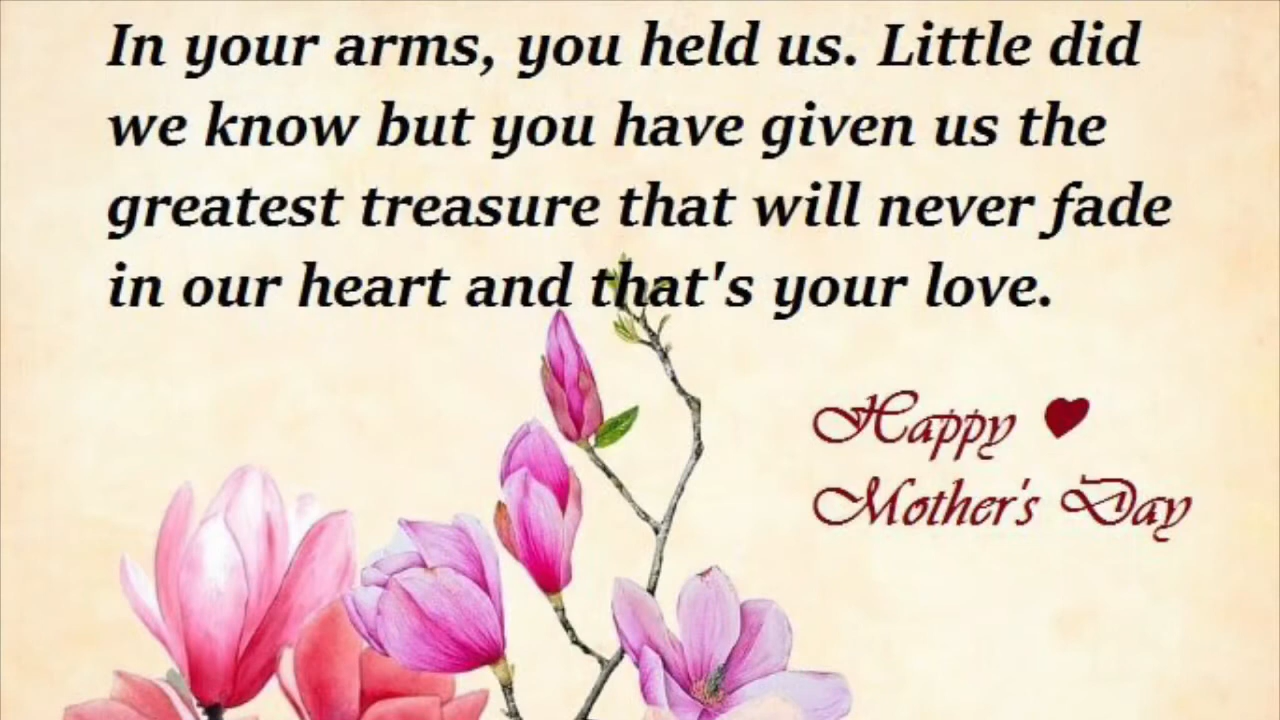 In your arms, you held us. Little did
we know but you have given us the
greatest treasure that will never fade
in our heart and that's your love.
Happy
Mother's Day